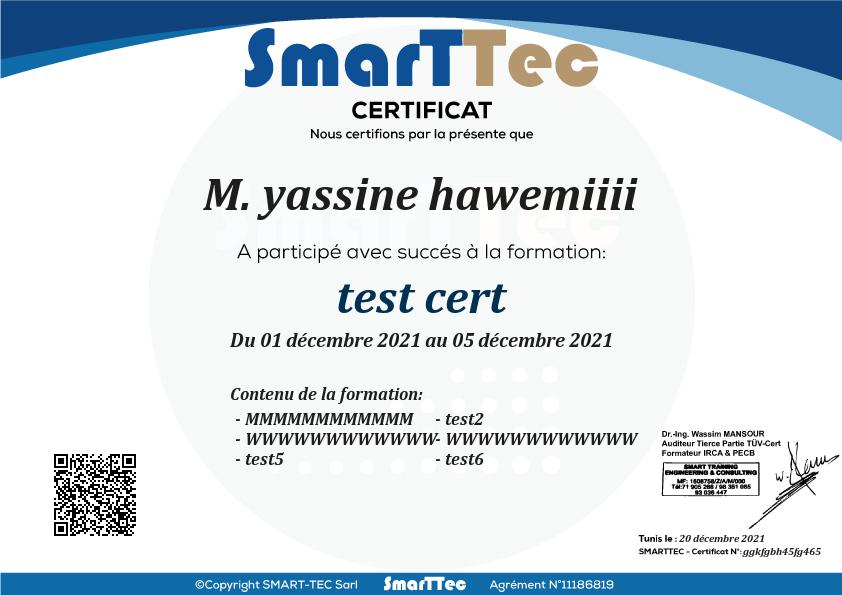 SmarTTec
CERTIFICAT
Nous certifions par la présente que
M. yassine hawemiiii
A participé avec succés à la formation:
test cert
Du 01 décembre 2021 au 05 décembre 2021
Contenu de la formation:
- MMMMMMMMMMMM - test2
- WWWWWWWWWWWW- WWWWWWWWWWWW
- test5 - test6
Dr.-Ing. Wassim MANSOUR
Auditeur Tierce Partie TÜV-Cert
Formateur IRCA & PECB
SMART TRAINING
ENGINEERING & CONSULTING
MF: 1608758/Z/A/M/000
Tél:71 905 266 / 98 351 065
93 036 447
Tunis le : 20 décembre 2021
SMARTTEC - Certificat N°: ggkfgbh45fg465
©Copyright SMART-TEC Sarl SmarTTec Agrément N°11186819